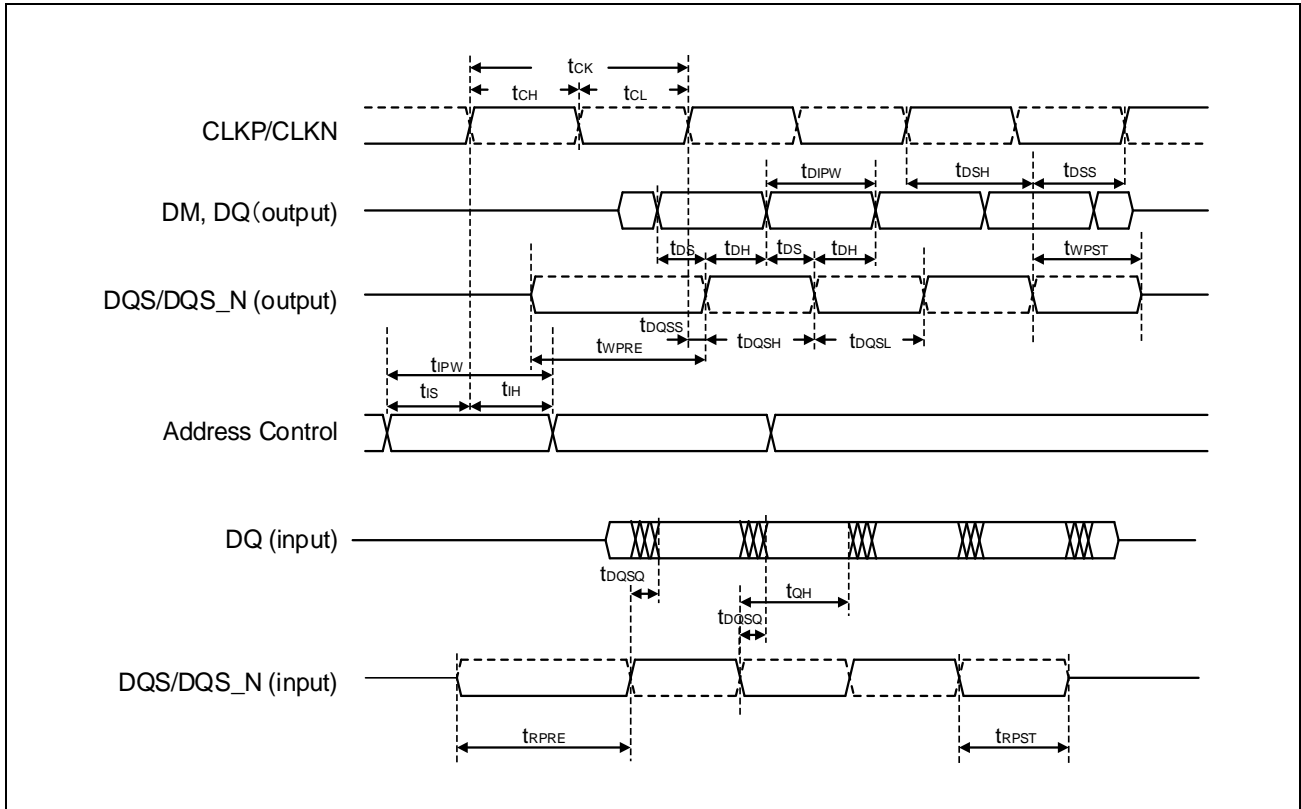 tCK
tCH tCL
CLKP/CLKN
tDIPW tDSH tDSS
DM, DQ(output)
tDS tDH tDS tDH tWPST
DQS/DQS_N (output)
tDQSS tDQSH tDQSL
tWPRE
tIPW
tIS tIH
Address Control
DQ (input)
tDQSQ tQH
tDQSQ
DQS/DQS_N (input)
tRPRE tRPST